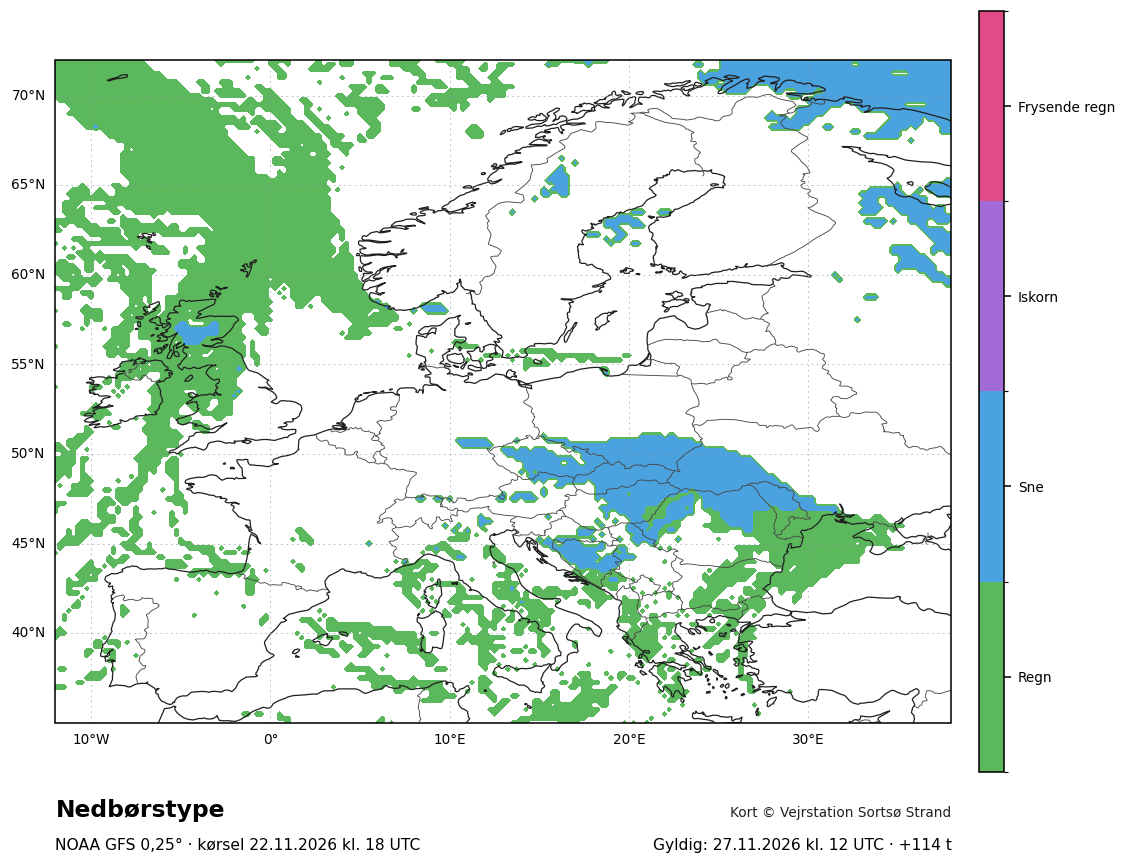 70°N
65°N
60°N
55°N
50°N
45°N
40°N
10°W
0°
10°E
20°E
30°E
Frysende regn
Iskorn
Sne
Regn
Nedbørstype
Kort © Vejrstation Sortsø Strand
NOAA GFS 0,25° · kørsel 22.11.2026 kl. 18 UTC
Gyldig: 27.11.2026 kl. 12 UTC · +114 t